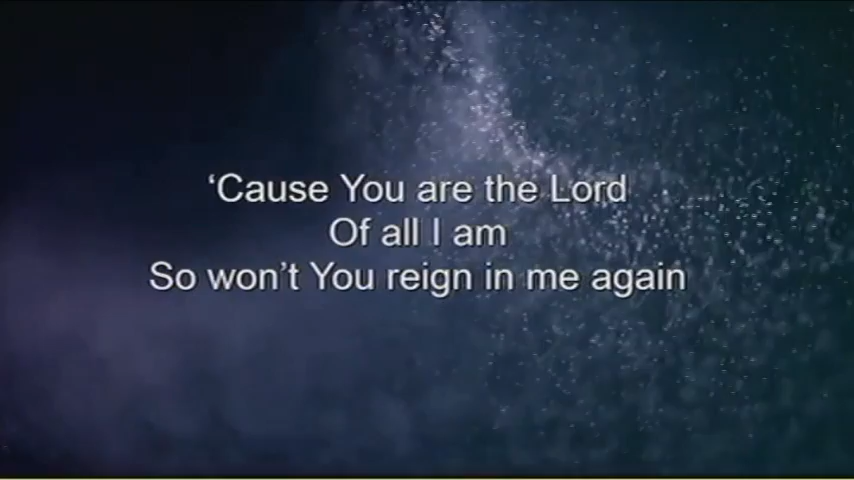 ‘Cause You are the Lord
Of all I am
So won’t You reign in me again